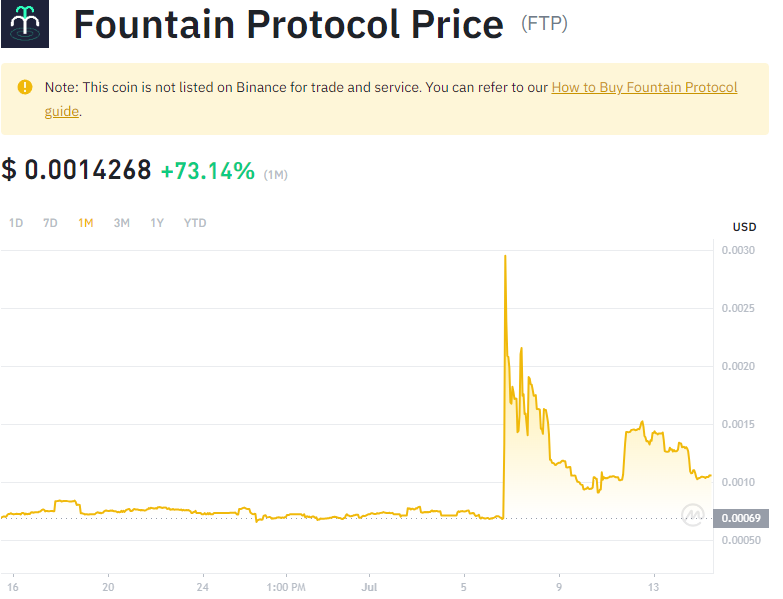 Fountain Protocol Price (FTP)
Note: This coin is not listed on Binance for trade and service. You can refer to our How to Buy Fountain Protocol
guide.
$ 0.0014268 +73.14% (1M)
1D 7D 1M 3M 1Y YTD
USD
0.0030
0.0025
0.0020
0.0015
0.0010
0.00069
0.00050
16 20 24 1:00 PM Jul 5 9 13